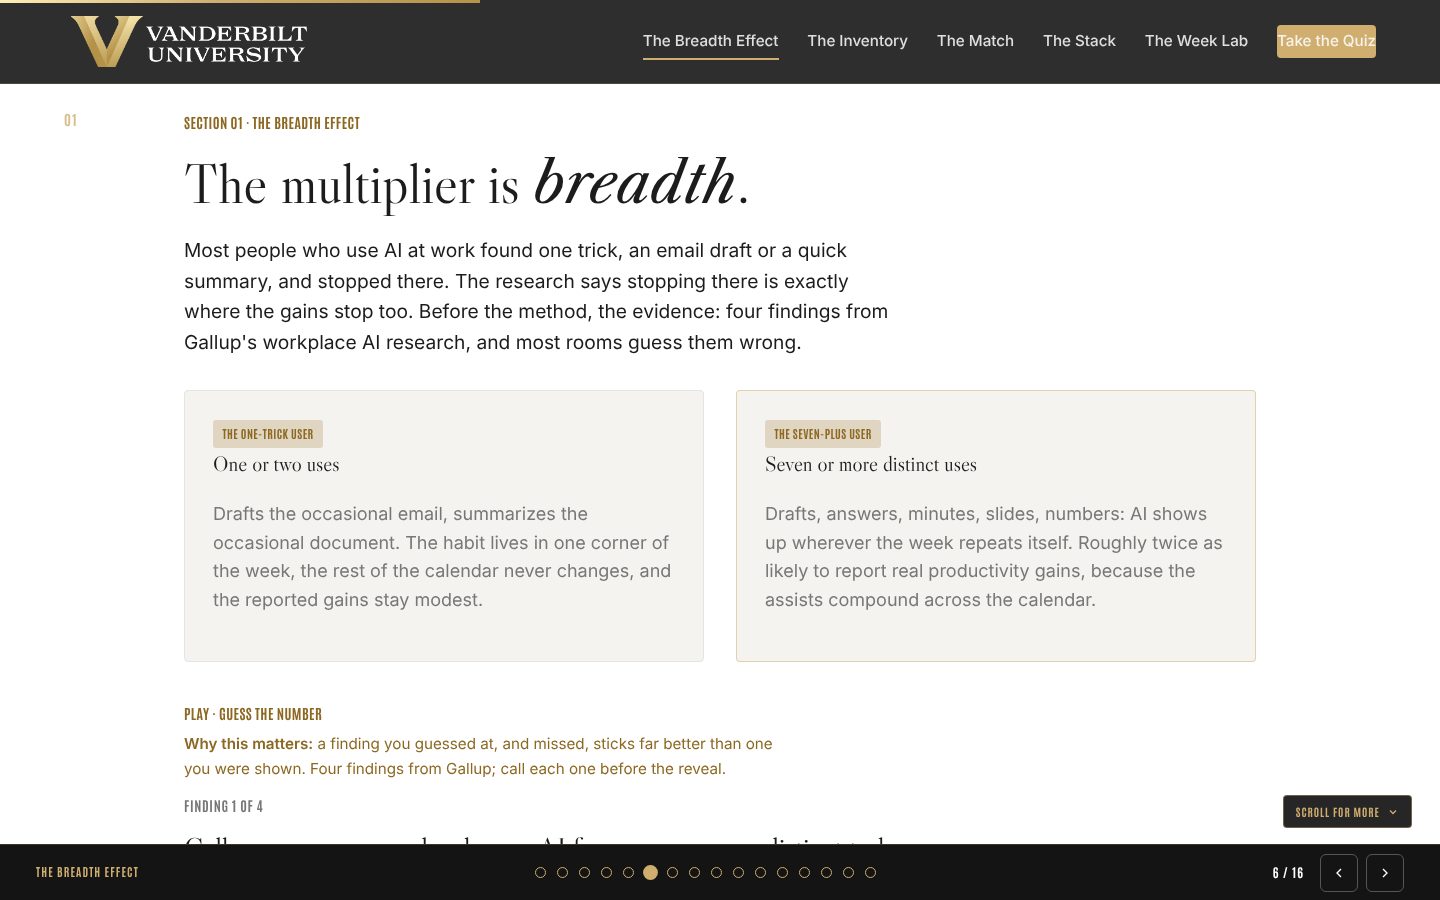 VANDERBILT
UNIVERSITY
The Breadth Effect
The Inventory
The Match
The Stack
The Week Lab
Take the Quiz
01
SECTION 01 · THE BREADTH EFFECT
The multiplier is breadth.
Most people who use AI at work found one trick, an email draft or a quick
summary, and stopped there. The research says stopping there is exactly
where the gains stop too. Before the method, the evidence: four findings from
Gallup's workplace AI research, and most rooms guess them wrong.
THE ONE-TRICK USER
One or two uses
Drafts the occasional email, summarizes the
occasional document. The habit lives in one corner of
the week, the rest of the calendar never changes, and
the reported gains stay modest.
THE SEVEN-PLUS USER
Seven or more distinct uses
Drafts, answers, minutes, slides, numbers: AI shows
up wherever the week repeats itself. Roughly twice as
likely to report real productivity gains, because the
assists compound across the calendar.
PLAY · GUESS THE NUMBER
Why this matters: a finding you guessed at, and missed, sticks far better than one
you were shown. Four findings from Gallup; call each one before the reveal.
FINDING 1 OF 4
SCROLL FOR MORE
THE BREADTH EFFECT
6 / 16